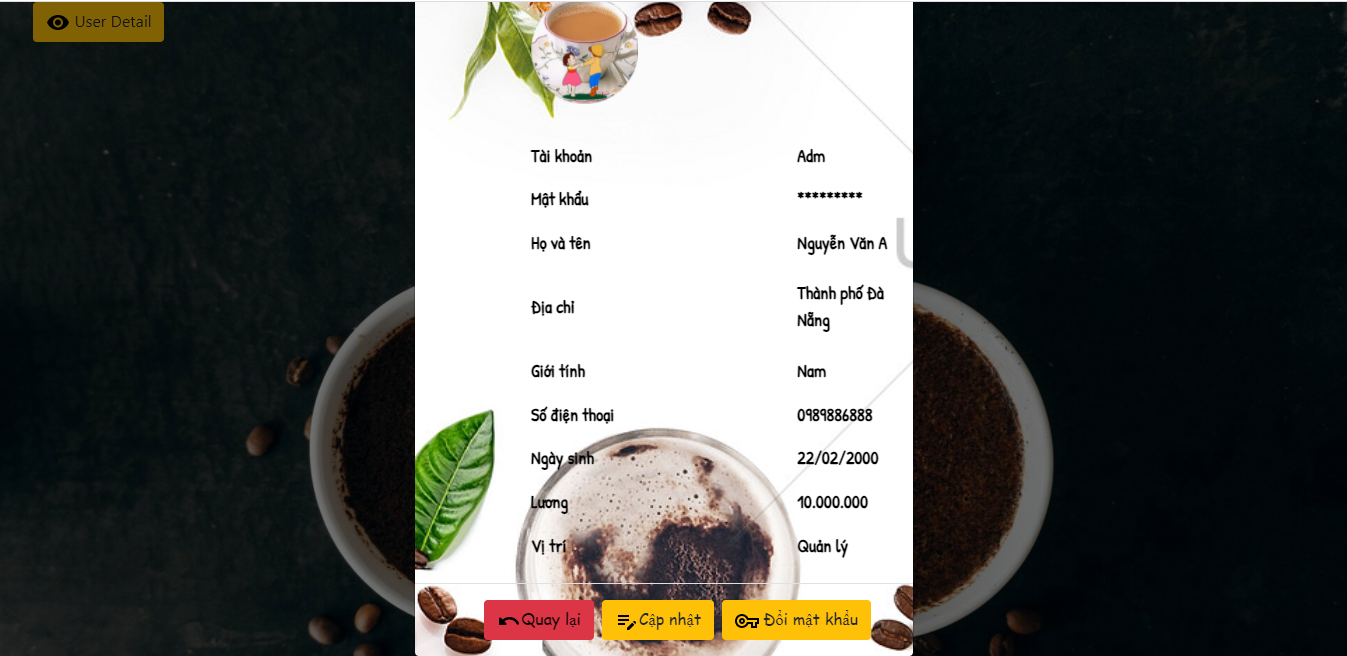 User Detail
Tài khoản Adm
Mật khẩu *********
Họ và tên Nguyễn Văn A
Địa chỉ Thành phố Đà
Nẵng
Giới tính Nam
Số điện thoại 0989886888
Ngày sinh 22/02/2000
Lương 10.000.000
Vị trí Quản lý
Quay lại Cập nhật Đổi mật khẩu